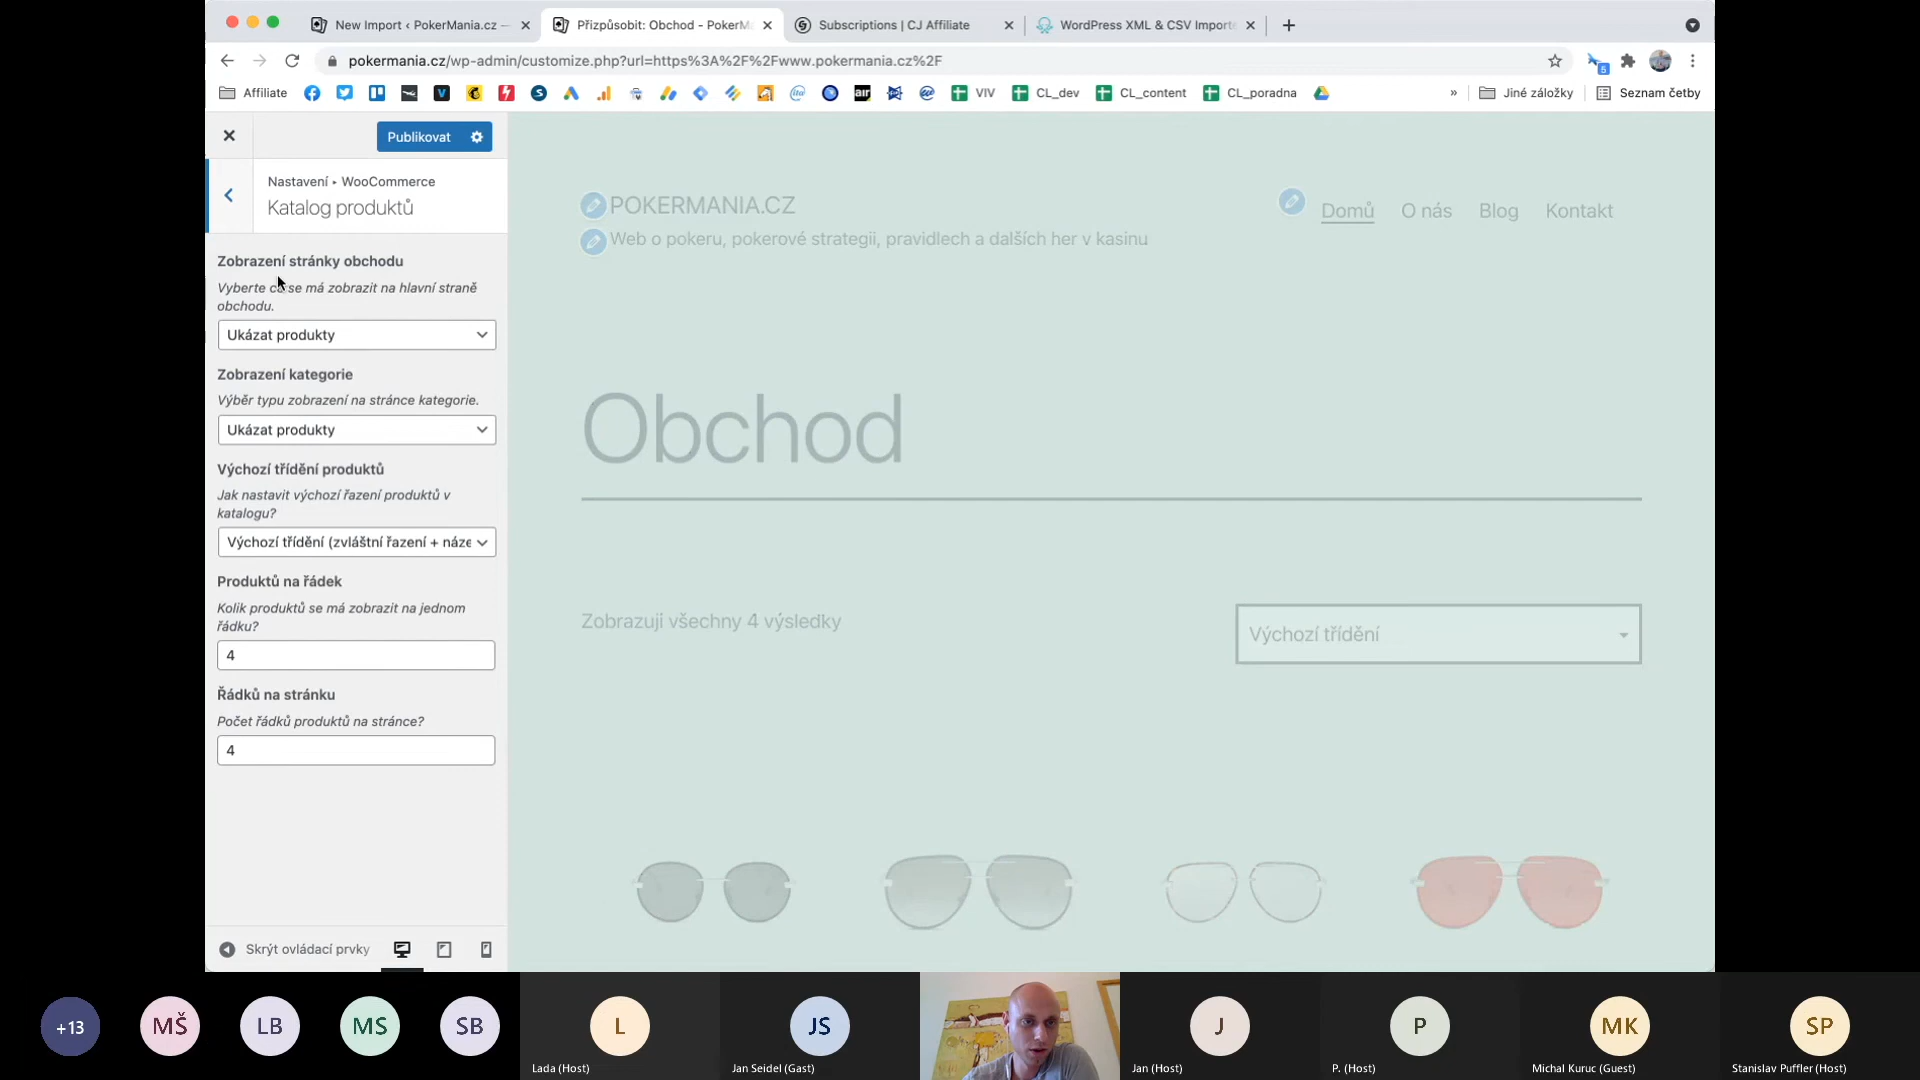 New Import ‹ PokerMania.cz —
Přizpůsobit: Obchod - PokerM
Subscriptions | CJ Affiliate
WordPress XML & CSV Importe
pokermania.cz/wp-admin/customize.php?url=https%3A%2F%2Fwww.pokermania.cz%2F
5
Affiliate
VIV
CL_dev
CL_content
CL_poradna
»
Jiné záložky
Seznam četby
Publikovat
Nastavení ▸ WooCommerce
Katalog produktů
Zobrazení stránky obchodu
Vyberte co se má zobrazit na hlavní straně
obchodu.
Ukázat produkty
Zobrazení kategorie
Výběr typu zobrazení na stránce kategorie.
Ukázat produkty
Výchozí třídění produktů
Jak nastavit výchozí řazení produktů v
katalogu?
Výchozí třídění (zvláštní řazení + náze
Produktů na řádek
Kolik produktů se má zobrazit na jednom
řádku?
4
Řádků na stránku
Počet řádků produktů na stránce?
4
Skrýt ovládací prvky
POKERMANIA.CZ
Web o pokeru, pokerové strategii, pravidlech a dalších her v kasinu
Domů
O nás
Blog
Kontakt
Obchod
Zobrazuji všechny 4 výsledky
Výchozí třídění
+13
MŠ
LB
MS
SB
L
Lada (Host)
JS
Jan Seidel (Gast)
J
Jan (Host)
P
P. (Host)
MK
Michal Kuruc (Guest)
SP
Stanislav Puffler (Host)